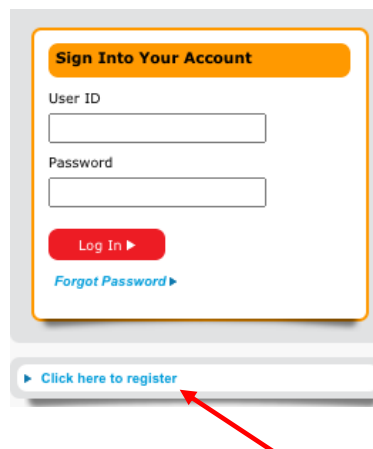 Sign Into Your Account
User ID
Password
Log In
Forgot Password
Click here to register